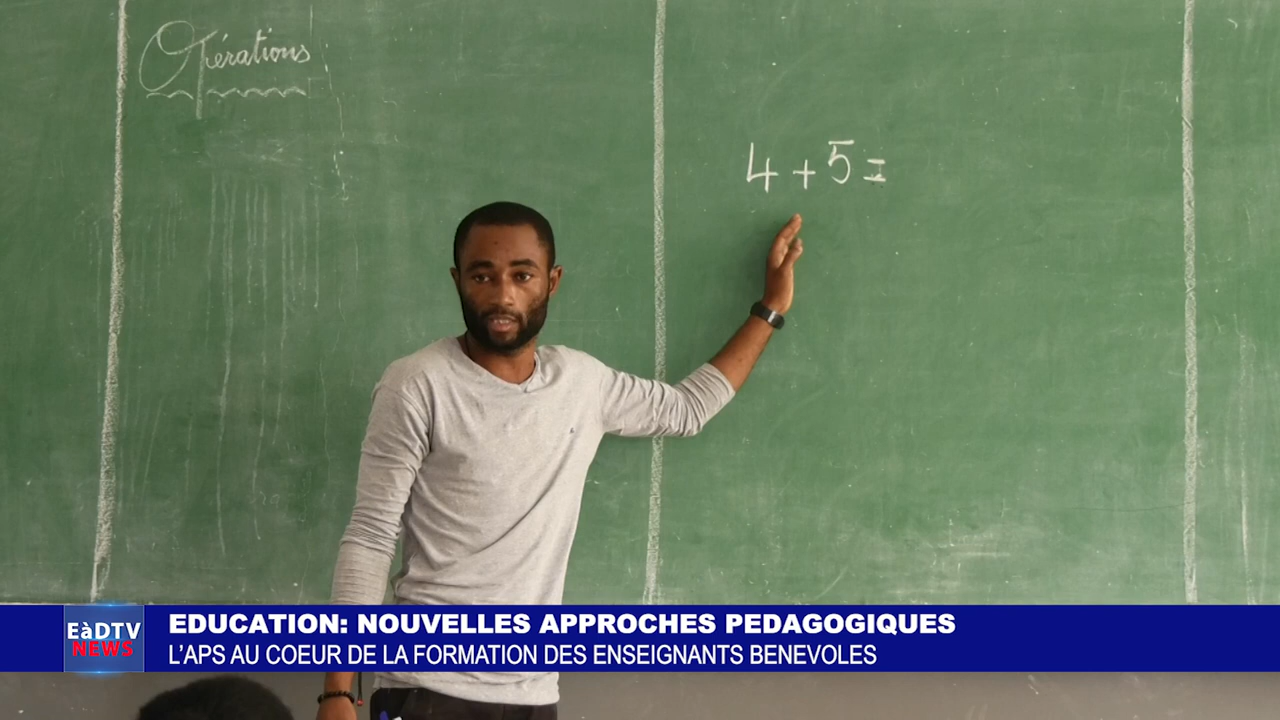 Opérations
4 + 5 =
EàDTV
NEWS
EDUCATION: NOUVELLES APPROCHES PEDAGOGIQUES
L'APS AU COEUR DE LA FORMATION DES ENSEIGNANTS BENEVOLES